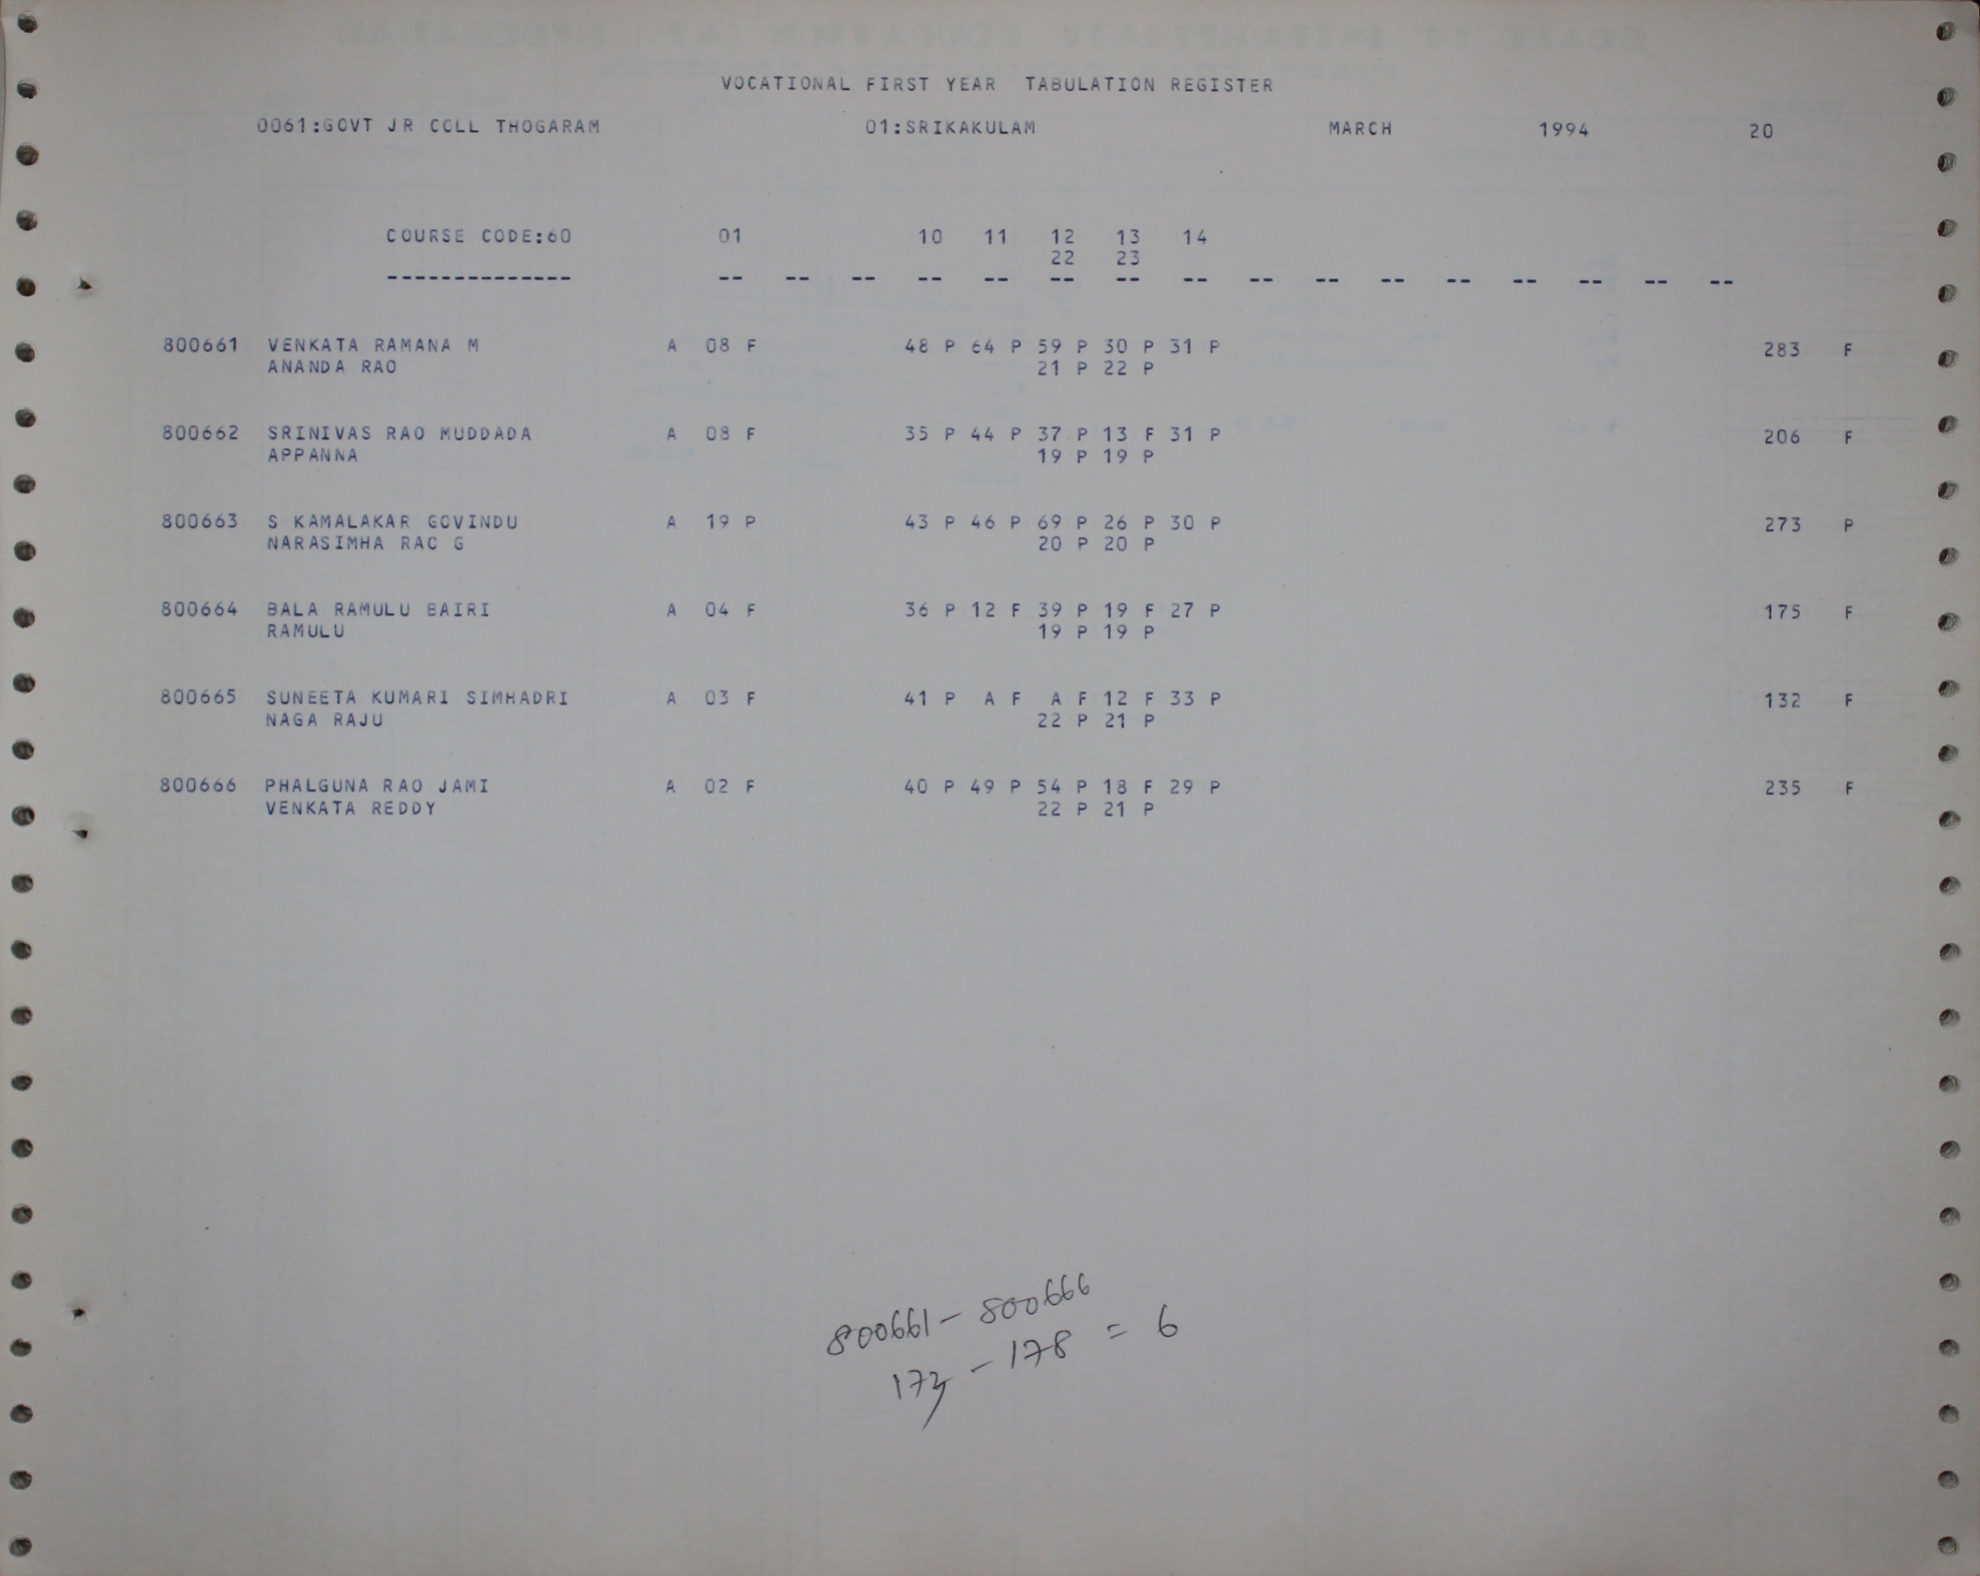 VOCATIONAL FIRST YEAR TABULATION REGISTER
0061:GOVT JR COLL THOGARAM 01:SRIKAKULAM MARCH 1994 20
COURSE CODE:60 01 10 11 12 13 14
22 23
-------------- -- -- -- -- -- -- -- -- -- -- -- -- -- -- -- --
800661 VENKATA RAMANA M A 08 F 48 P 64 P 59 P 30 P 31 P 283 F
ANANDA RAO 21 P 22 P
800662 SRINIVAS RAO MUDDADA A 08 F 35 P 44 P 37 P 13 F 31 P 206 F
APPANNA 19 P 19 P
800663 S KAMALAKAR GOVINDU A 19 P 43 P 46 P 69 P 26 P 30 P 273 P
NARASIMHA RAO G 20 P 20 P
800664 BALA RAMULU BAIRI A 04 F 36 P 12 F 39 P 19 F 27 P 175 F
RAMULU 19 P 19 P
800665 SUNEETA KUMARI SIMHADRI A 03 F 41 P A F A F 12 F 33 P 132 F
NAGA RAJU 22 P 21 P
800666 PHALGUNA RAO JAMI A 02 F 40 P 49 P 54 P 18 F 29 P 235 F
VENKATA REDDY 22 P 21 P
800661 - 800666
173 - 178 = 6